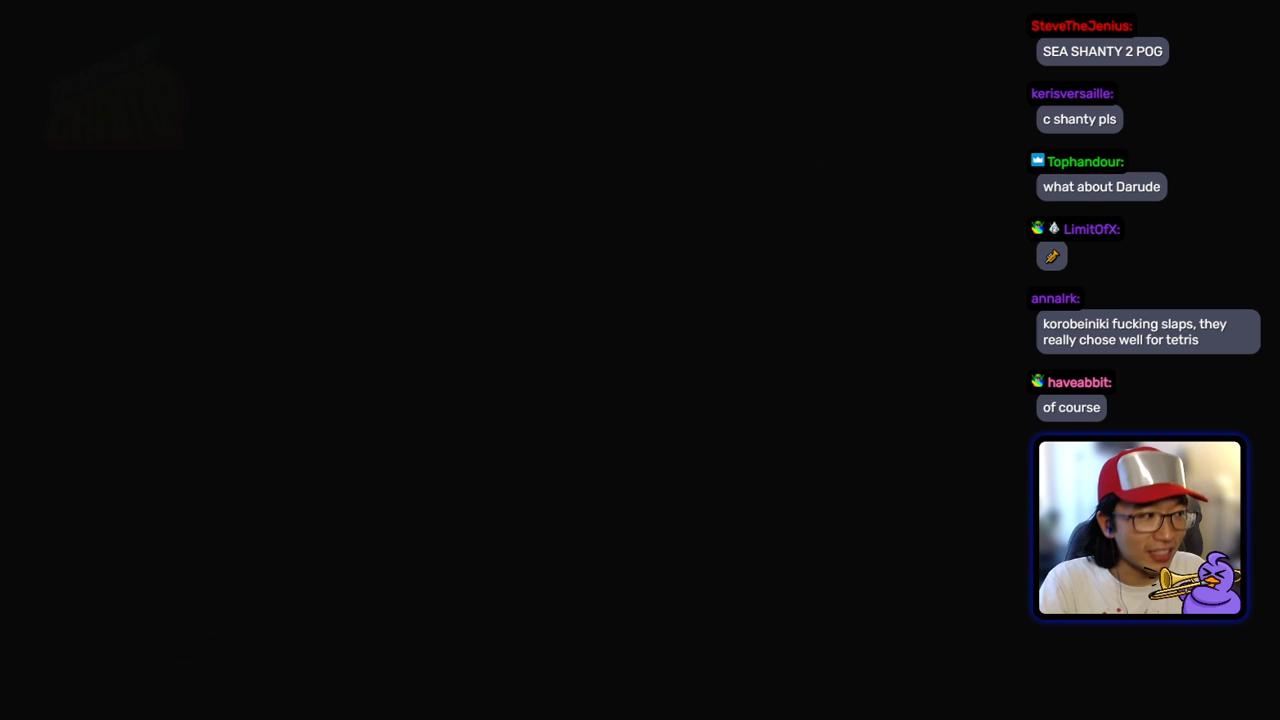 SteveTheJenius:
SEA SHANTY 2 POG
kerisversaille:
c shanty pls
Tophandour:
what about Darude
LimitOfX:
annalrk:
korobeiniki fucking slaps, they
really chose well for tetris
haveabbit:
of course